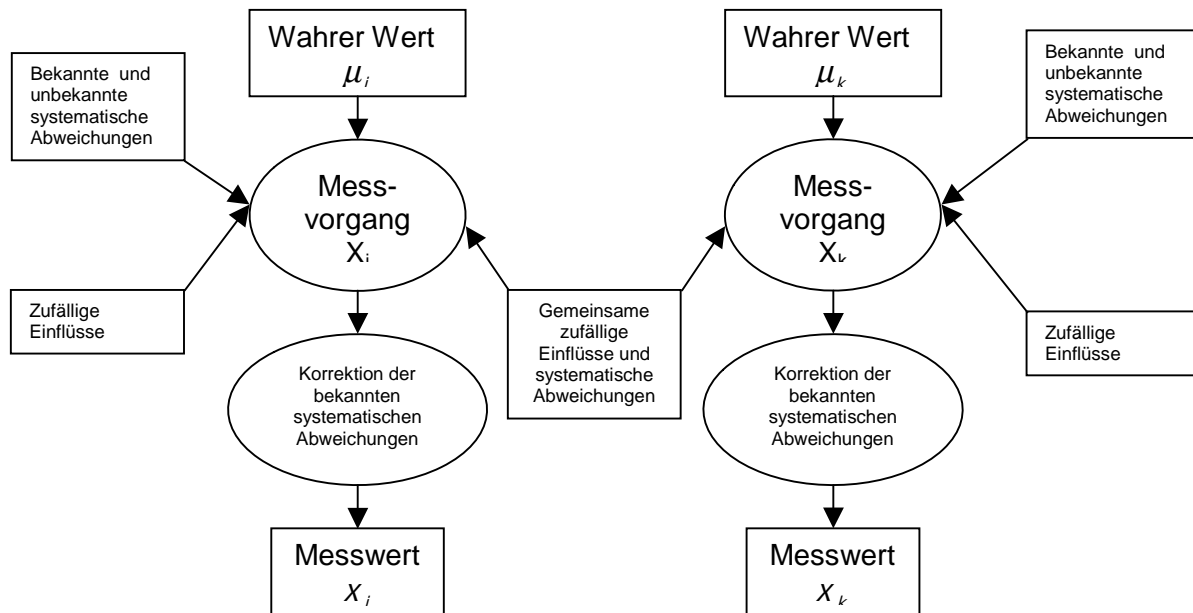 Wahrer Wert
μi
Wahrer Wert
μk
Bekannte und
unbekannte
systematische
Abweichungen
Bekannte und
unbekannte
systematische
Abweichungen
Mess-
vorgang
Xi
Mess-
vorgang
Xk
Zufällige
Einflüsse
Gemeinsame
zufällige
Einflüsse und
systematische
Abweichungen
Zufällige
Einflüsse
Korrektion der
bekannten
systematischen
Abweichungen
Korrektion der
bekannten
systematischen
Abweichungen
Messwert
xi
Messwert
xk